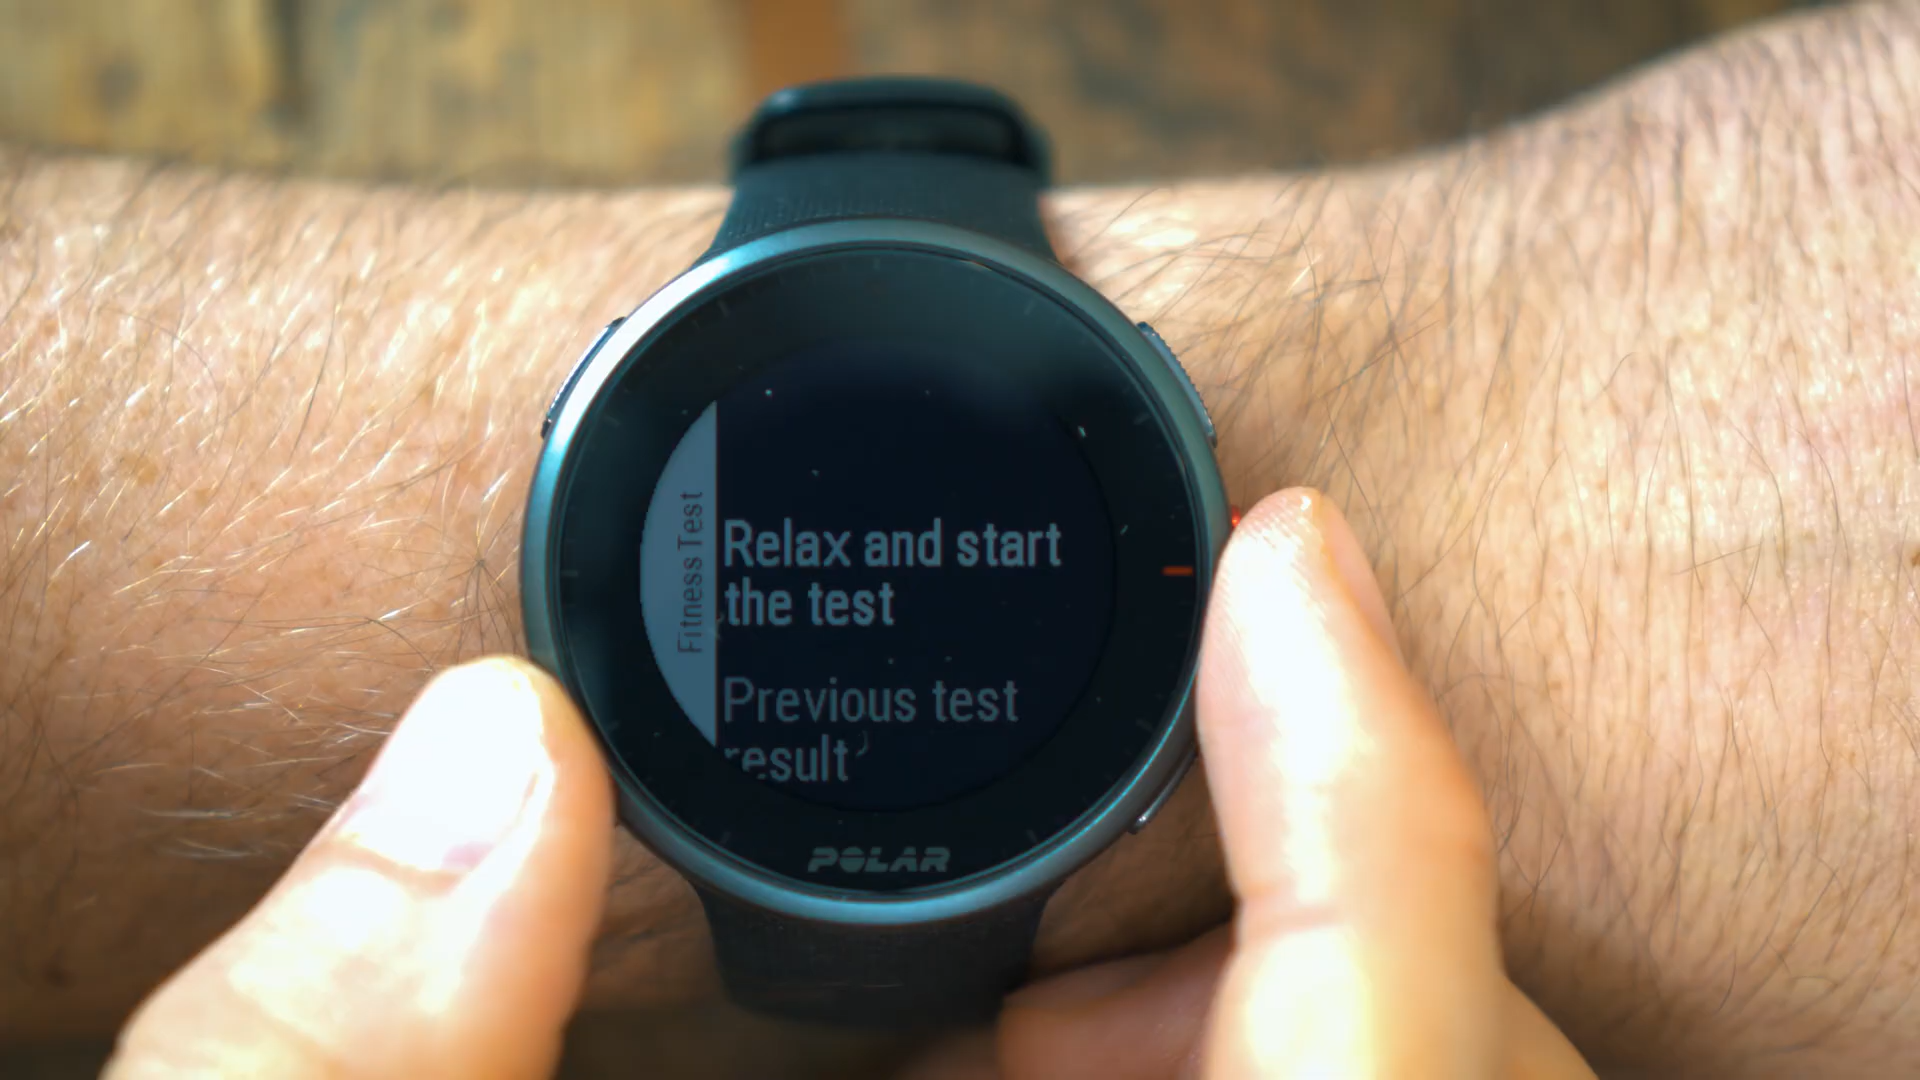 Fitness Test
Relax and start
the test
Previous test
result
POLAR